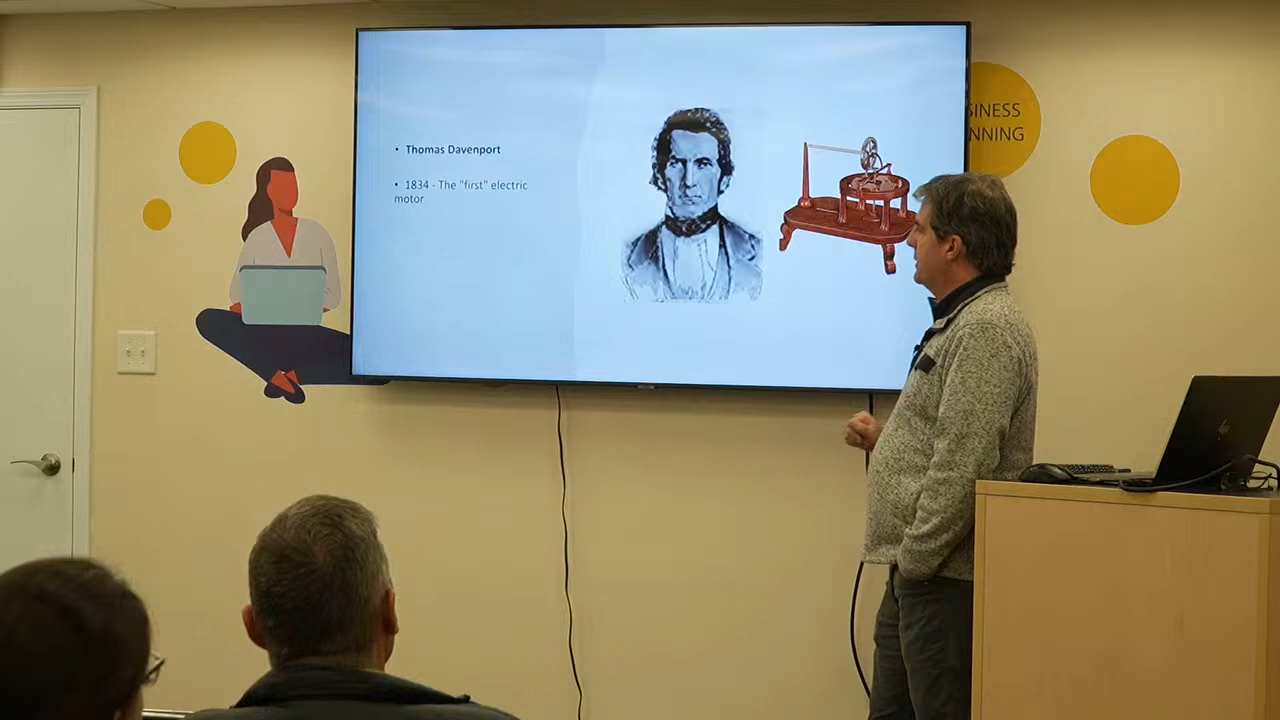 • Thomas Davenport
• 1834 - The "first" electric
motor
SINESS
NNING